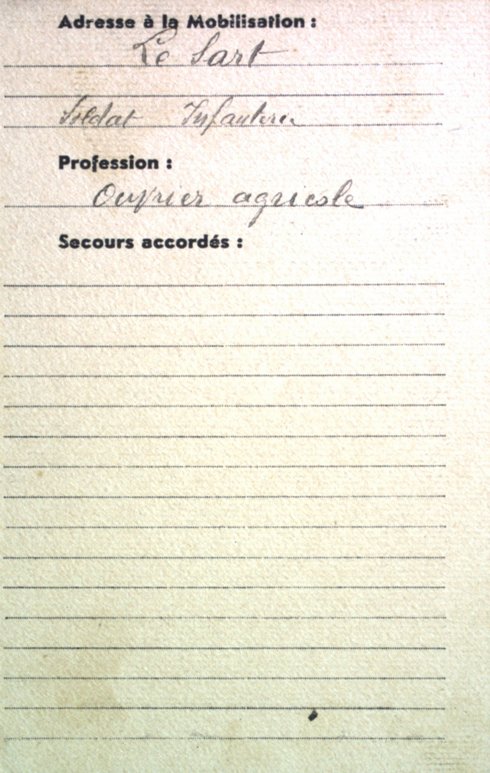 Adresse à la Mobilisation :
Le Sart
Soldat Infanterie
Profession :
Ouvrier agricole
Secours accordés :